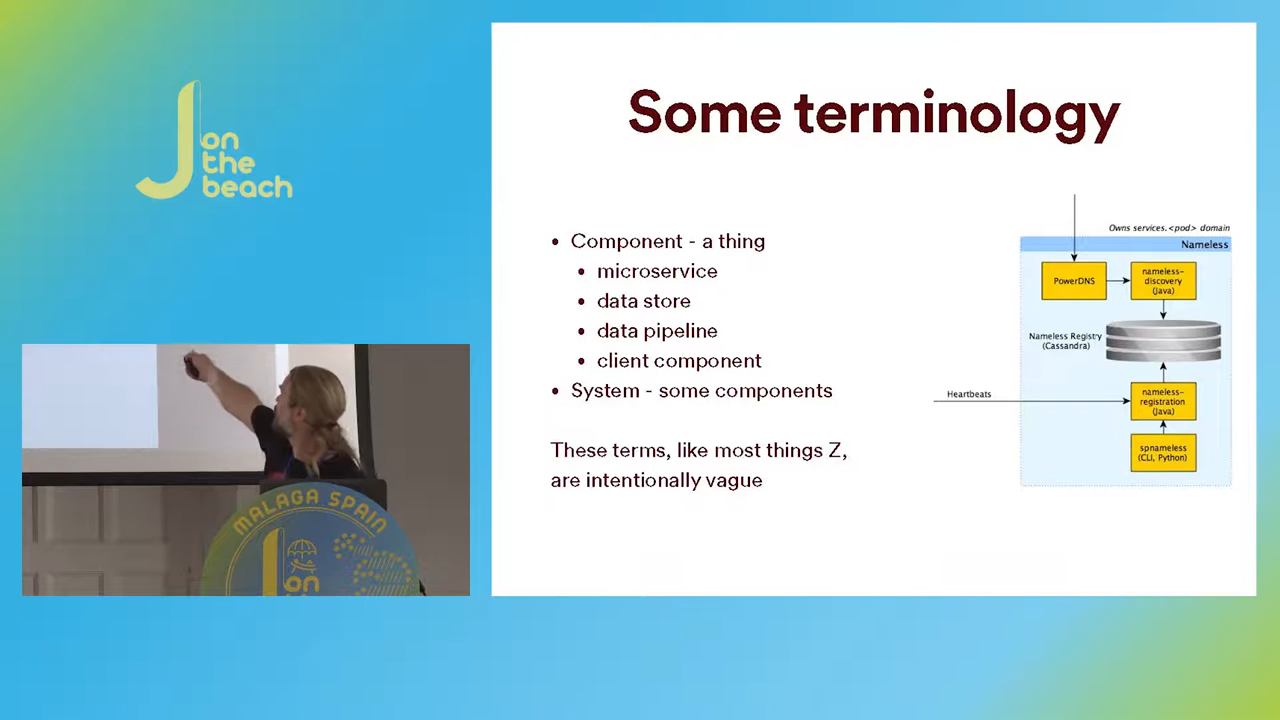 J on
the
beach
Some terminology
• Component - a thing
• microservice
• data store
• data pipeline
• client component
• System - some components
These terms, like most things Z,
are intentionally vague
Owns services.<pod> domain
Nameless
PowerDNS
nameless-
discovery
(Java)
Nameless Registry
(Cassandra)
Heartbeats
nameless-
registration
(Java)
spnameless
(CLI, Python)
MALAGA SPAIN
J on